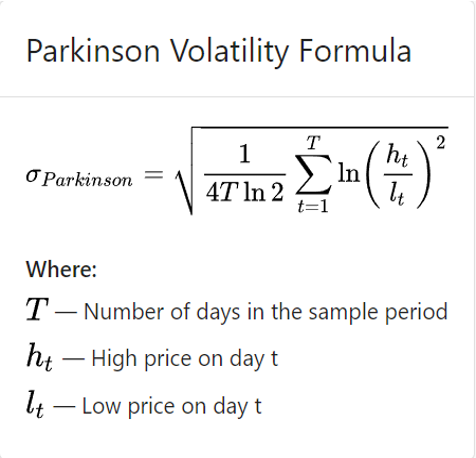 Parkinson Volatility Formula
σ_{Parkinson} = \sqrt{\frac{1}{4T \ln 2} \sum_{t=1}^{T} \ln\left(\frac{h_t}{l_t}\right)^2}
Where:
T — Number of days in the sample period
h_t — High price on day t
l_t — Low price on day t